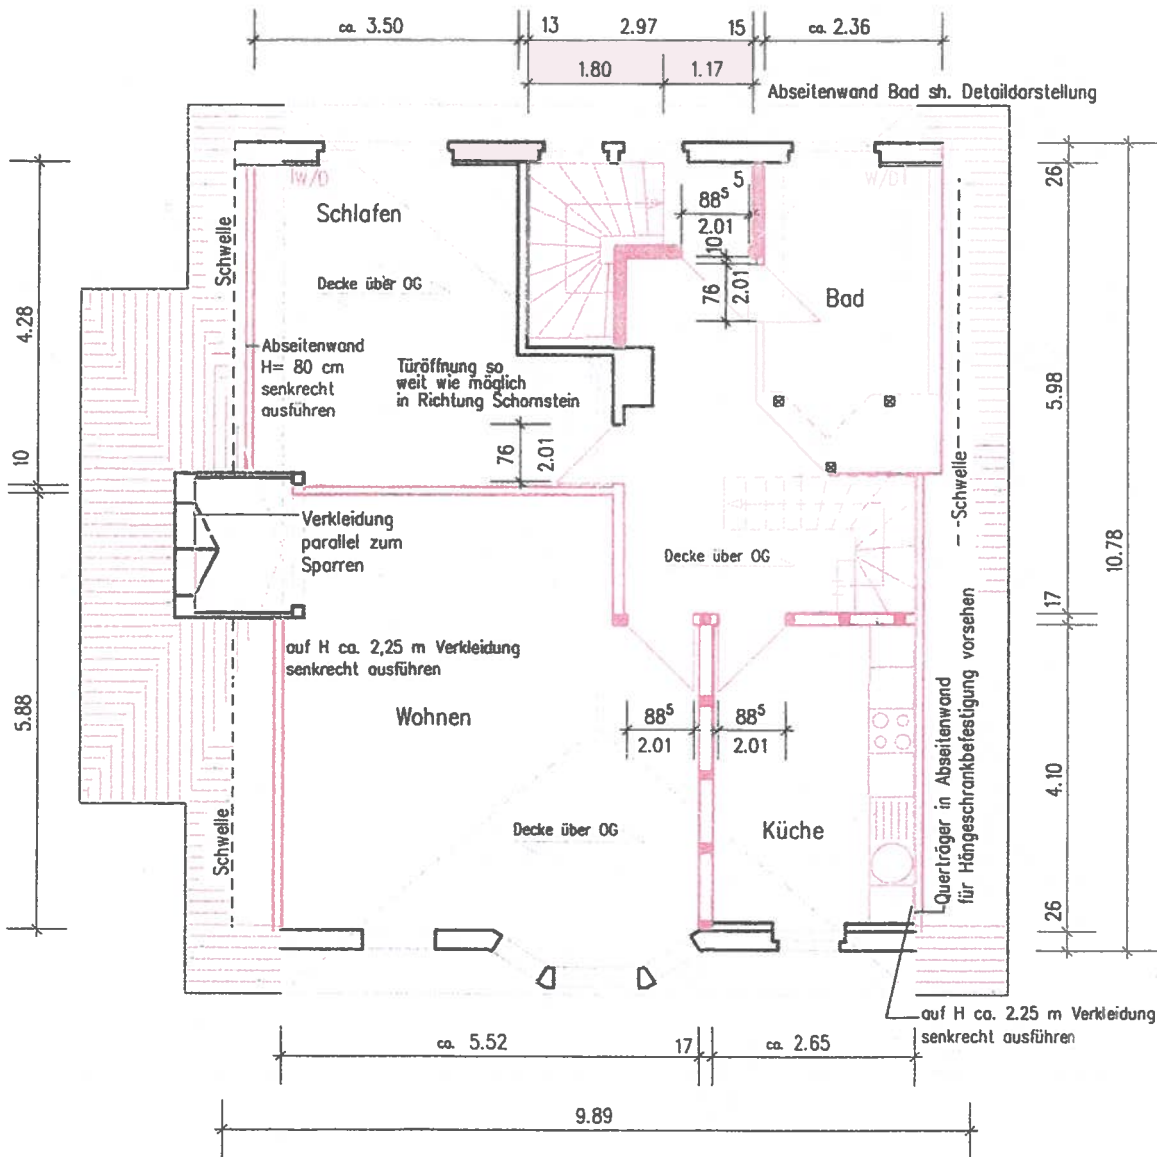 ca. 3.50
13
2.97
15
ca. 2.36
1.80
1.17
Abseitenwand Bad sh. Detaildarstellung
W/D
Schlafen
88⁵
5
2.01
10
W/D
26
Schwelle
Decke über OG
76
2.01
Bad
4.28
Abseitenwand
H= 80 cm
senkrecht
ausführen
Türöffnung so
weit wie möglich
in Richtung Schornstein
5.98
10
76
2.01
Schwelle
Verkleidung
parallel zum
Sparren
Decke über OG
10.78
17
auf H ca. 2,25 m Verkleidung
senkrecht ausführen
5.88
Wohnen
88⁵
2.01
88⁵
2.01
Querträger in Abseitenwand
für Hängeschrankbefestigung vorsehen
4.10
Schwelle
Decke über OG
Küche
26
auf H ca. 2.25 m Verkleidung
senkrecht ausführen
ca. 5.52
17
ca. 2.65
9.89